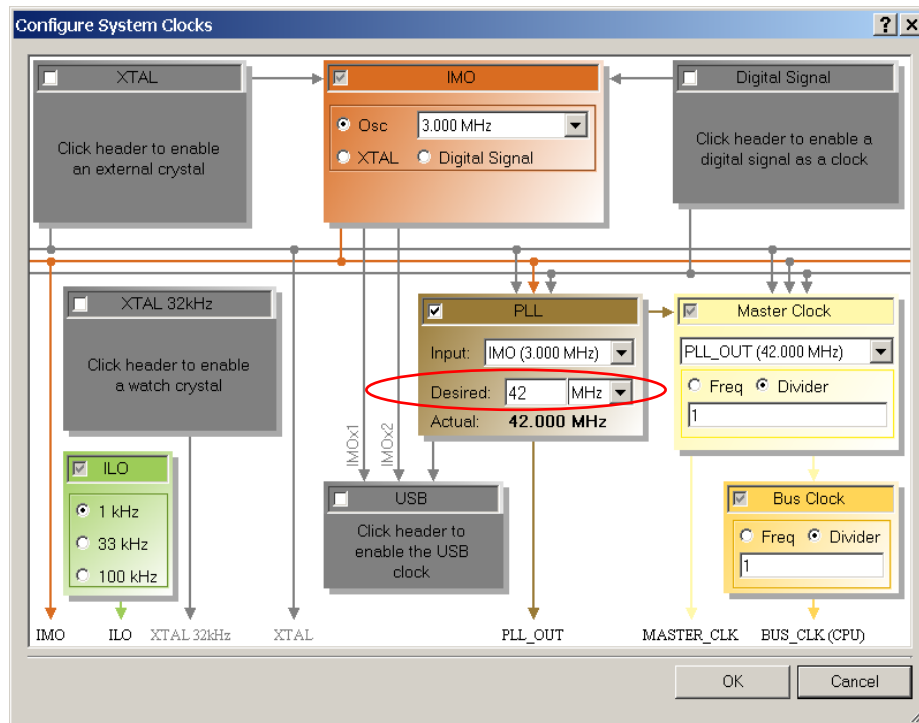 Configure System Clocks
XTAL
Click header to enable
an external crystal
IMO
Osc
3.000 MHz
XTAL
Digital Signal
Digital Signal
Click header to enable a
digital signal as a clock
XTAL 32kHz
Click header to enable
a watch crystal
IMOx1
IMOx2
PLL
Input:
IMO (3.000 MHz)
Desired:
42
MHz
Actual:
42.000 MHz
Master Clock
PLL_OUT (42.000 MHz)
Freq
Divider
1
ILO
1 kHz
33 kHz
100 kHz
USB
Click header to
enable the USB
clock
Bus Clock
Freq
Divider
1
IMO
ILO
XTAL 32kHz
XTAL
PLL_OUT
MASTER_CLK
BUS_CLK (CPU)
OK
Cancel